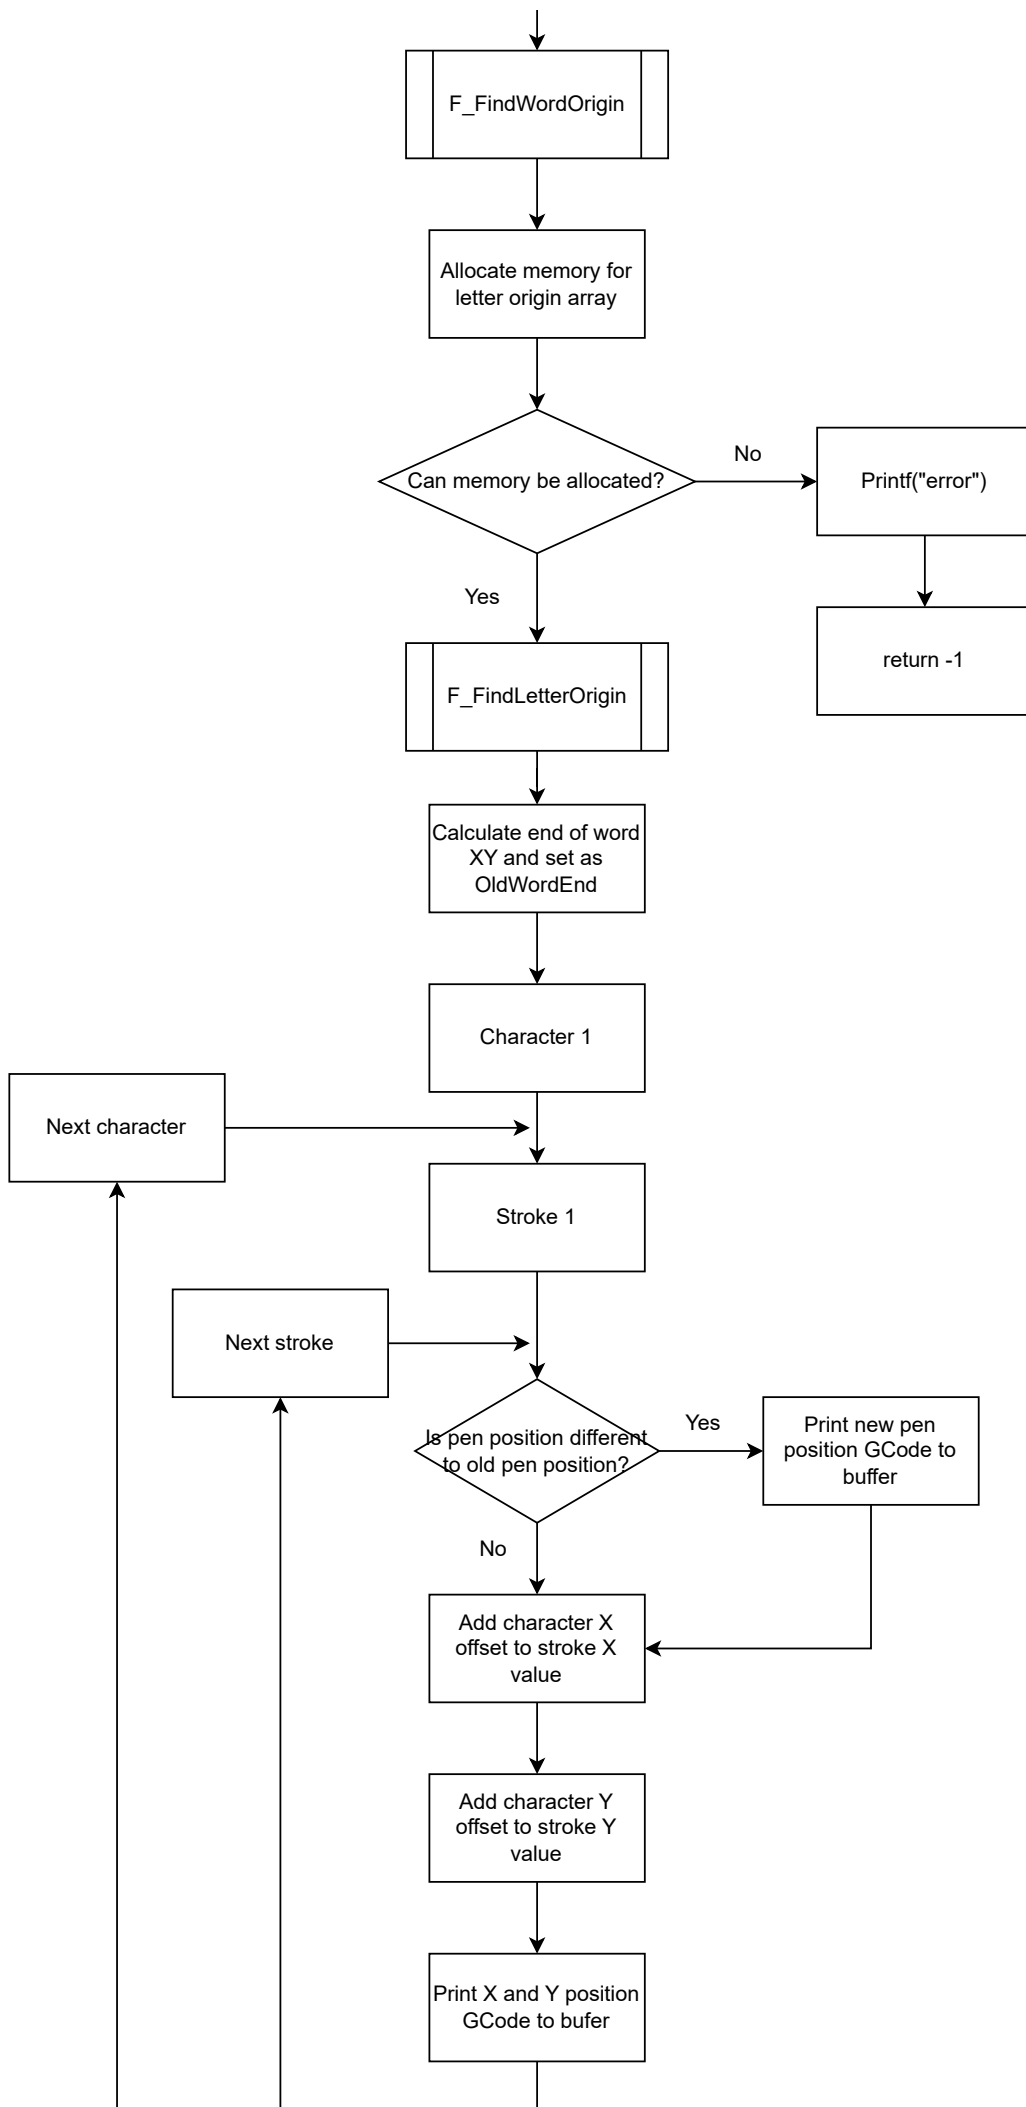 F_FindWordOrigin
Allocate memory for
letter origin array
Can memory be allocated?
No
Printf("error")
Yes
return -1
F_FindLetterOrigin
Calculate end of word
XY and set as
OldWordEnd
Character 1
Next character
Stroke 1
Next stroke
Is pen position different
to old pen position?
Yes
Print new pen
position GCode to
buffer
No
Add character X
offset to stroke X
value
Add character Y
offset to stroke Y
value
Print X and Y position
GCode to bufer